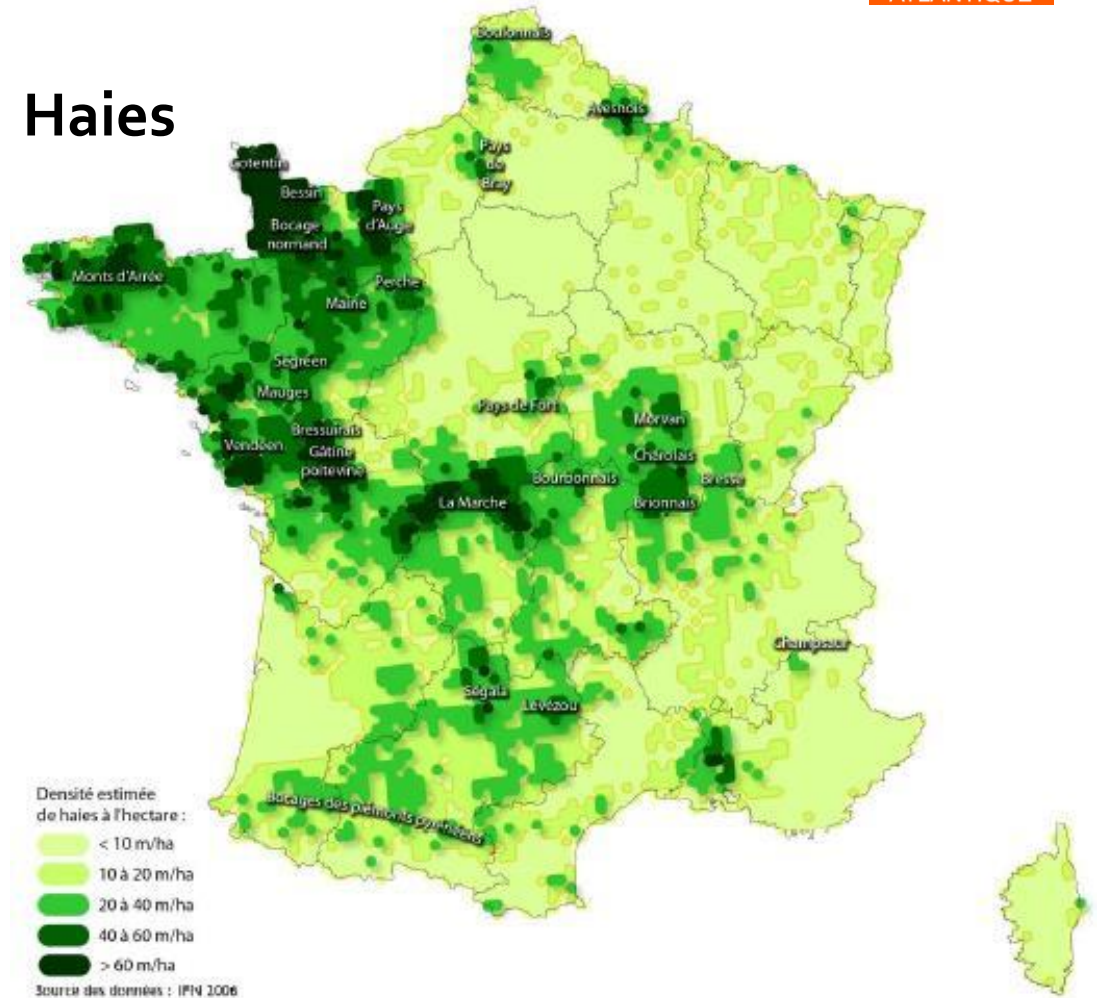 ATLANTIQUE
Haies
Boulonnais
Avesnois
Pays
de
Bray
Cotentin
Bessin
Pays
d'Auge
Bocage
normand
Monts d'Arrée
Perche
Maine
Segréen
Mauges
Pays de Fort
Bressuirais
Morvan
Vendéen
Gâtine
poitevine
Charolais
Bourbonnais
Bresse
La Marche
Brionnais
Champsaur
Ségala
Lévézou
Bocages des piémonts pyrénéens
Densité estimée
de haies à l'hectare :
< 10 m/ha
10 à 20 m/ha
20 à 40 m/ha
40 à 60 m/ha
> 60 m/ha
Source des données : IFN 2006